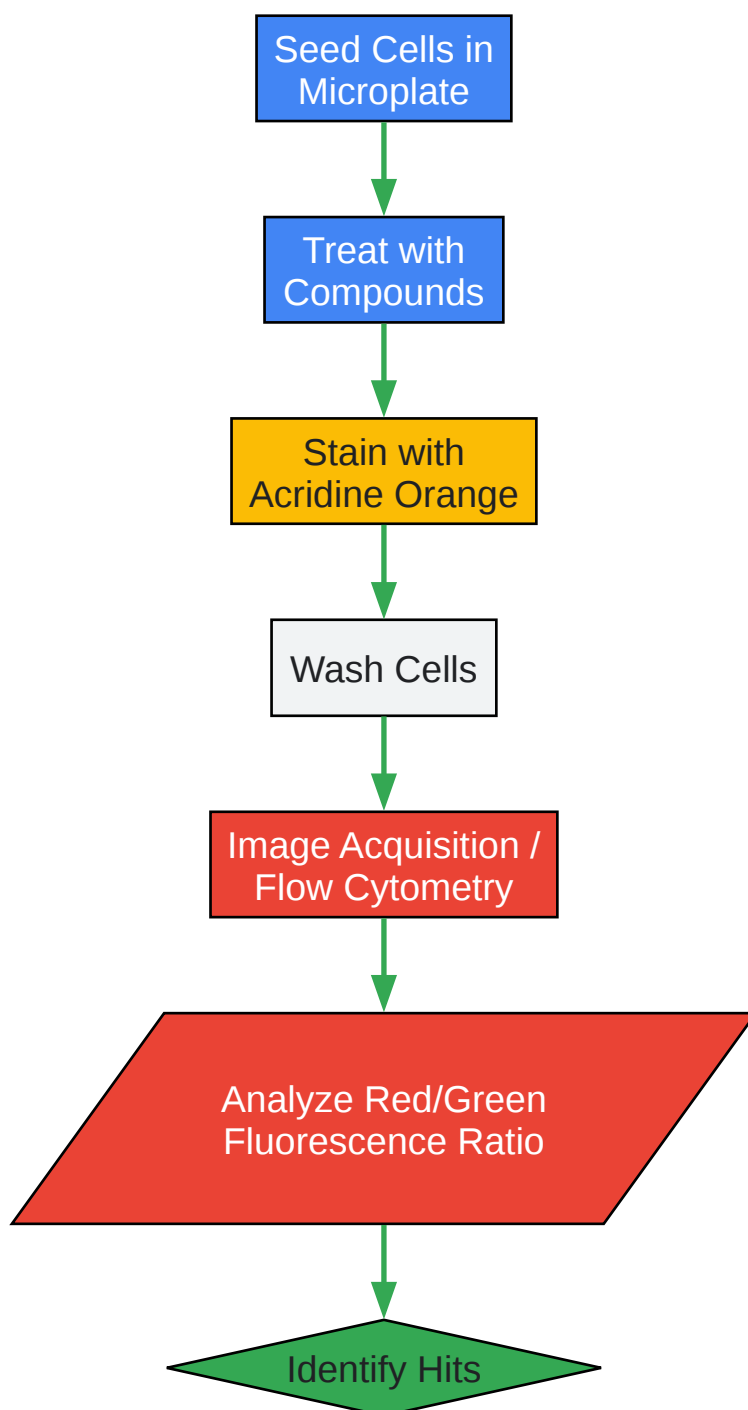 Seed Cells in
Microplate
Treat with
Compounds
Stain with
Acridine Orange
Wash Cells
Image Acquisition /
Flow Cytometry
Analyze Red/Green
Fluorescence Ratio
Identify Hits